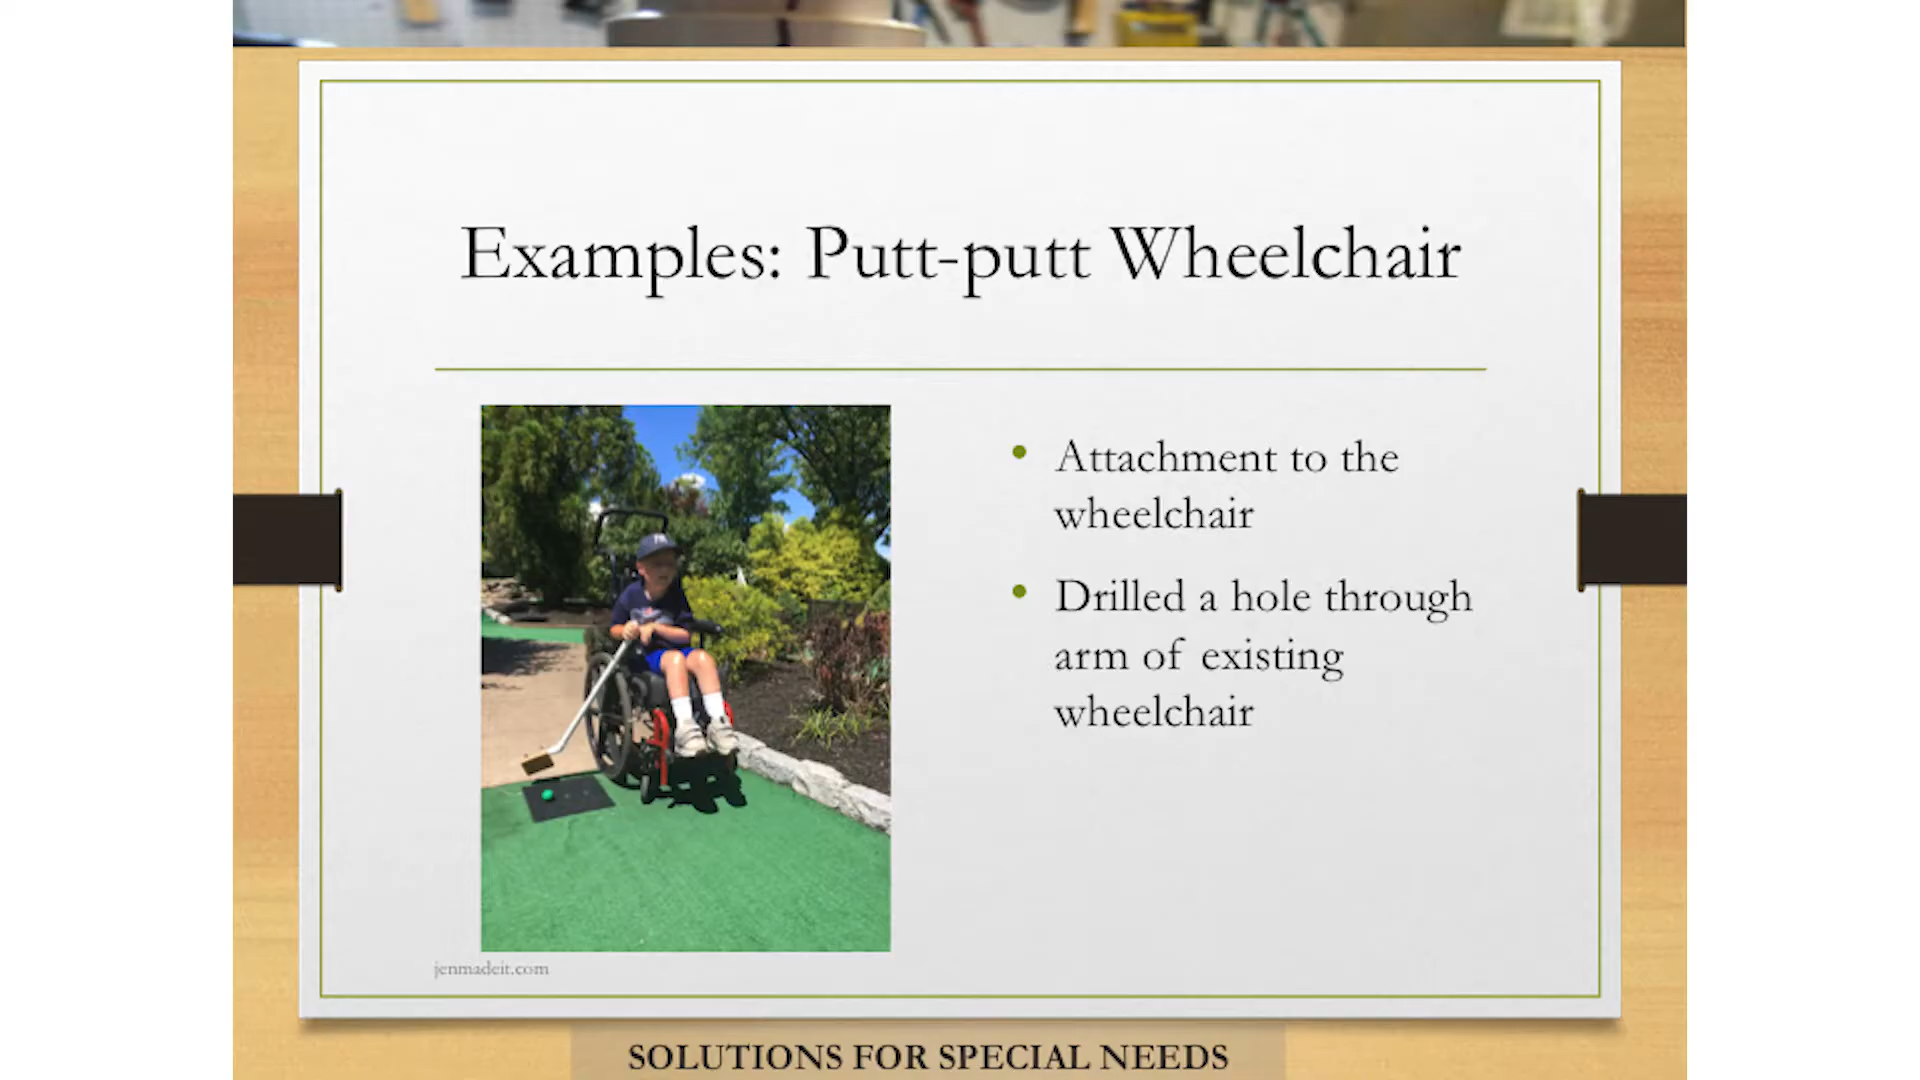 Examples: Putt-putt Wheelchair
• Attachment to the
wheelchair
• Drilled a hole through
arm of existing
wheelchair
jenmadeit.com
SOLUTIONS FOR SPECIAL NEEDS